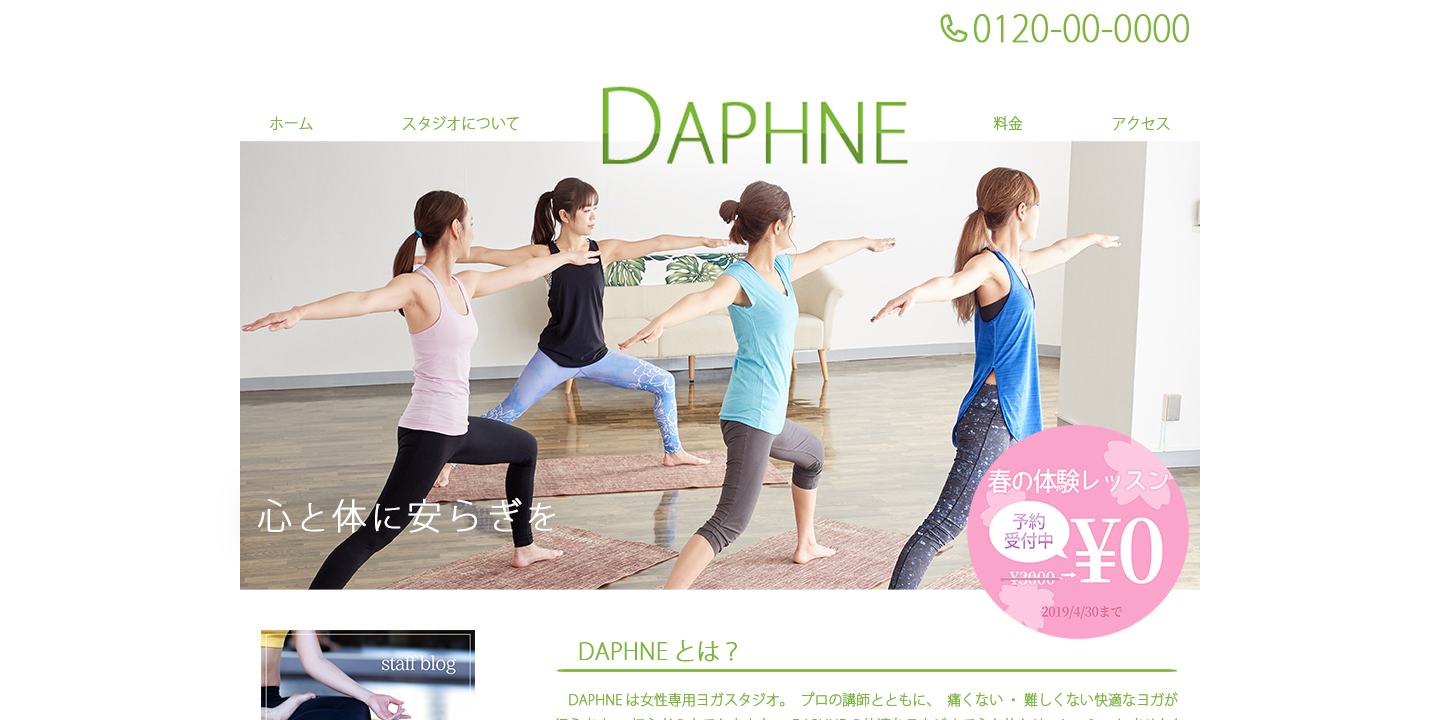 0120-00-0000
ホーム
スタジオについて
DAPHNE
料金
アクセス
心と体に安らぎを
春の体験レッスン
予約
受付中
¥3000→¥0
2019/4/30まで
staff blog
DAPHNE とは？
DAPHNE は女性専用ヨガスタジオ。 プロの講師とともに、 痛くない ・ 難しくない快適なヨガが